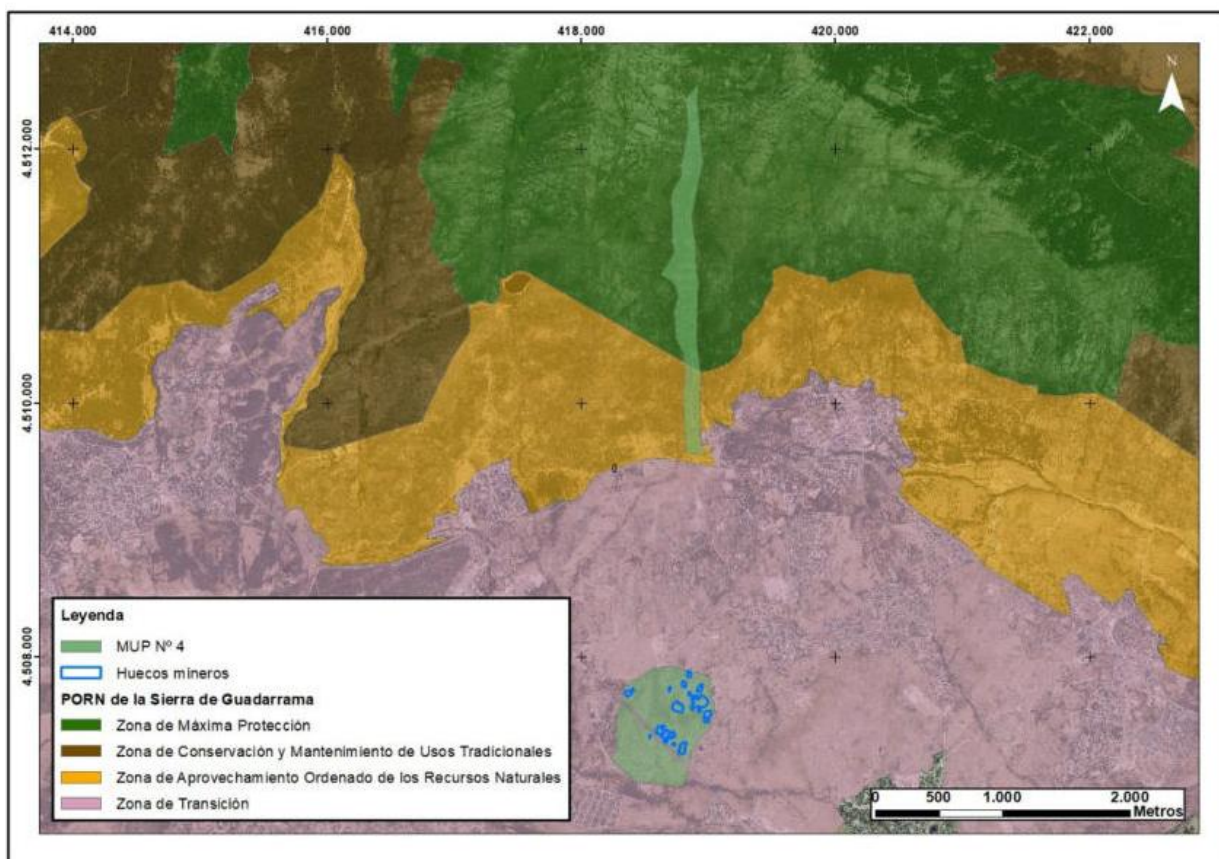 414.000 416.000 418.000 420.000 422.000
N
4.512.000
4.510.000
4.508.000
0
Leyenda
MUP Nº 4
Huecos mineros
PORN de la Sierra de Guadarrama
Zona de Máxima Protección
Zona de Conservación y Mantenimiento de Usos Tradicionales
Zona de Aprovechamiento Ordenado de los Recursos Naturales
Zona de Transición
0 500 1.000 2.000
Metros